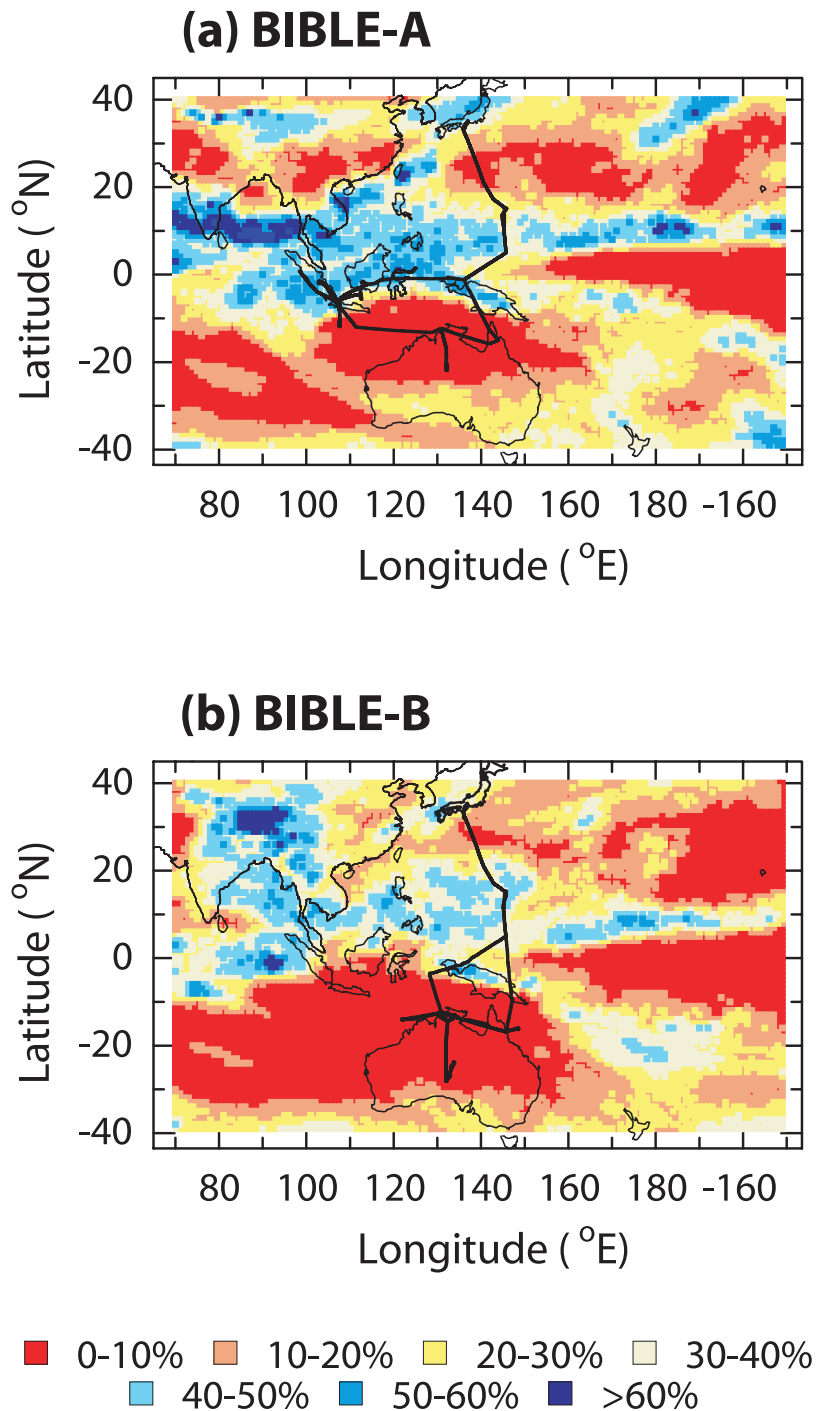 (a) BIBLE-A
40
20
0
-20
-40
Latitude ( °N)
80 100 120 140 160 180 -160
Longitude ( °E)
(b) BIBLE-B
40
20
0
-20
-40
Latitude ( °N)
80 100 120 140 160 180 -160
Longitude ( °E)
0-10% 10-20% 20-30% 30-40%
40-50% 50-60% >60%